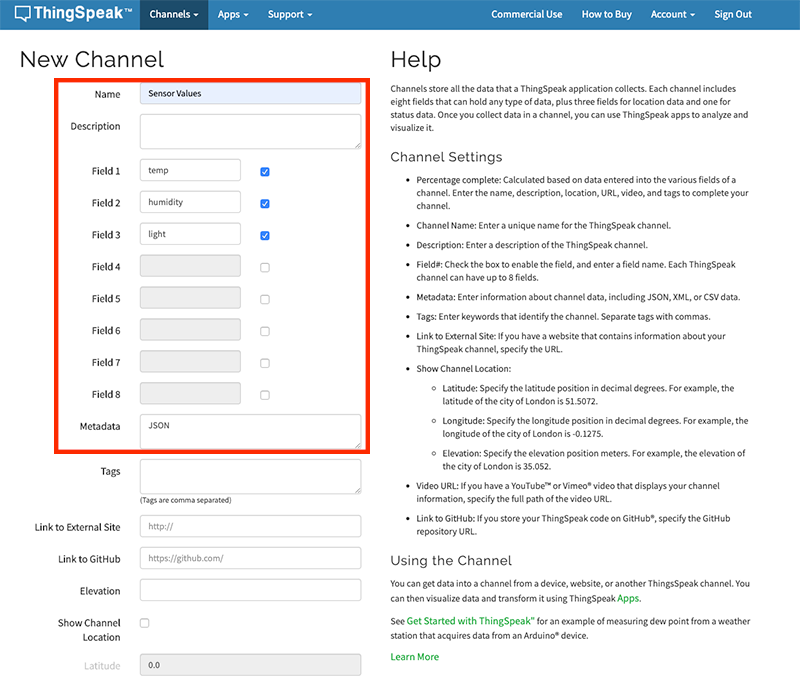 ThingSpeak™ Channels Apps Support Commercial Use How to Buy Account Sign Out
New Channel
Name Sensor Values
Description
Field 1 temp
Field 2 humidity
Field 3 light
Field 4
Field 5
Field 6
Field 7
Field 8
Metadata JSON
Tags
(Tags are comma separated)
Link to External Site http://
Link to GitHub https://github.com/
Elevation
Show Channel
Location
Latitude 0.0
Help
Channels store all the data that a ThingSpeak application collects. Each channel includes
eight fields that can hold any type of data, plus three fields for location data and one for
status data. Once you collect data in a channel, you can use ThingSpeak apps to analyze and
visualize it.
Channel Settings
• Percentage complete: Calculated based on data entered into the various fields of a
channel. Enter the name, description, location, URL, video, and tags to complete your
channel.
• Channel Name: Enter a unique name for the ThingSpeak channel.
• Description: Enter a description of the ThingSpeak channel.
• Field#: Check the box to enable the field, and enter a field name. Each ThingSpeak
channel can have up to 8 fields.
• Metadata: Enter information about channel data, including JSON, XML, or CSV data.
• Tags: Enter keywords that identify the channel. Separate tags with commas.
• Link to External Site: If you have a website that contains information about your
ThingSpeak channel, specify the URL.
• Show Channel Location:
◦ Latitude: Specify the latitude position in decimal degrees. For example, the
latitude of the city of London is 51.5072.
◦ Longitude: Specify the longitude position in decimal degrees. For example, the
longitude of the city of London is -0.1275.
◦ Elevation: Specify the elevation position meters. For example, the elevation of
the city of London is 35.052.
• Video URL: If you have a YouTube™ or Vimeo® video that displays your channel
information, specify the full path of the video URL.
• Link to GitHub: If you store your ThingSpeak code on GitHub®, specify the GitHub
repository URL.
Using the Channel
You can get data into a channel from a device, website, or another ThingsSpeak channel. You
can then visualize data and transform it using ThingSpeak Apps.
See Get Started with ThingSpeak" for an example of measuring dew point from a weather
station that acquires data from an Arduino® device.
Learn More